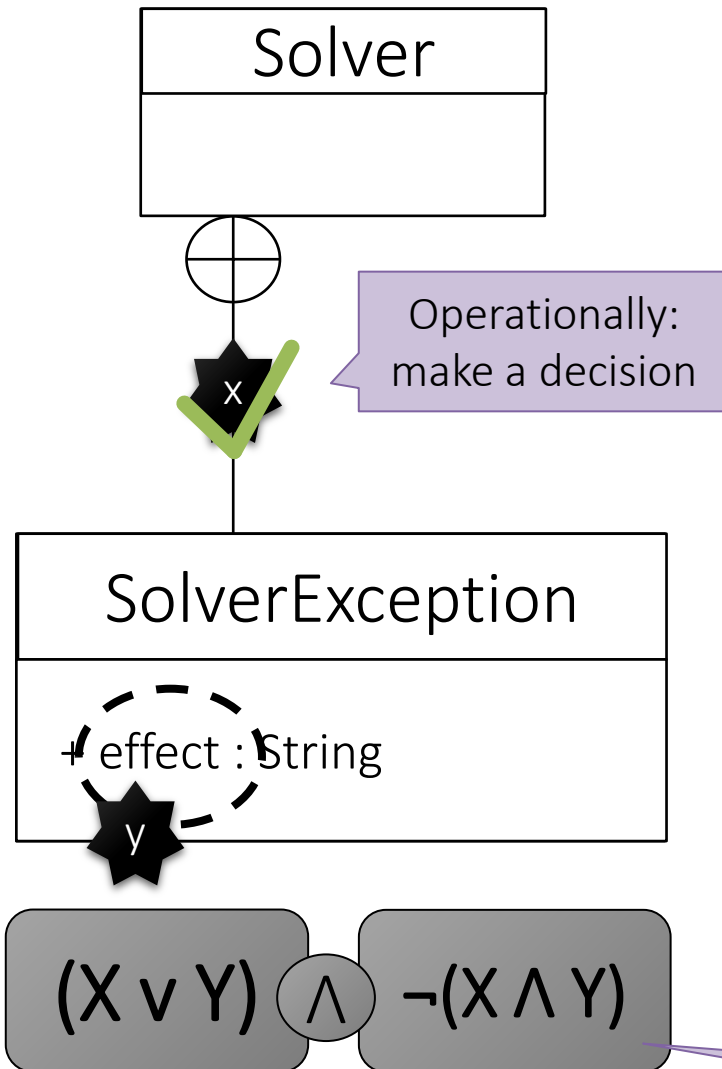 Solver
Operationally:
make a decision
x
SolverException
+ effect : String
y
(X v Y) Λ ¬(X Λ Y)